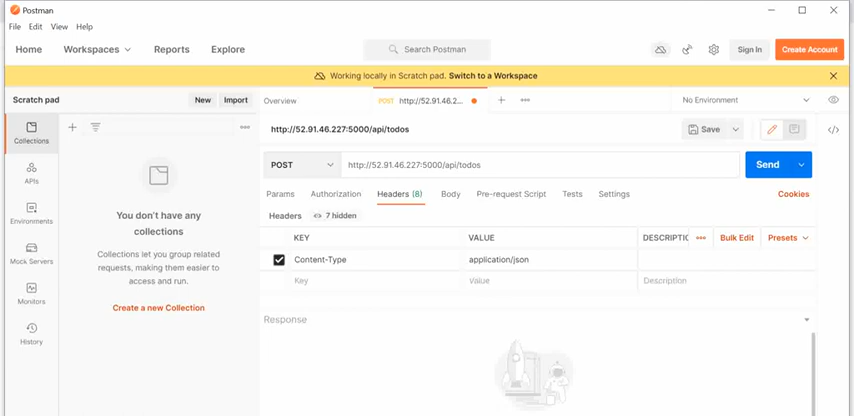 Postman
File Edit View Help
Home Workspaces Reports Explore Search Postman Sign In Create Account
Working locally in Scratch pad. Switch to a Workspace
Scratch pad New Import Overview POST http://52.91.46.2... No Environment
Collections
http://52.91.46.227:5000/api/todos Save
POST http://52.91.46.227:5000/api/todos Send
APIs
Params Authorization Headers (8) Body Pre-request Script Tests Settings Cookies
Environments
You don't have any
collections
Headers 7 hidden
KEY VALUE DESCRIPTIO Bulk Edit Presets
Mock Servers
Collections let you group related
requests, making them easier to
access and run.
Content-Type application/json
Key Value Description
Monitors
Create a new Collection
Response
History